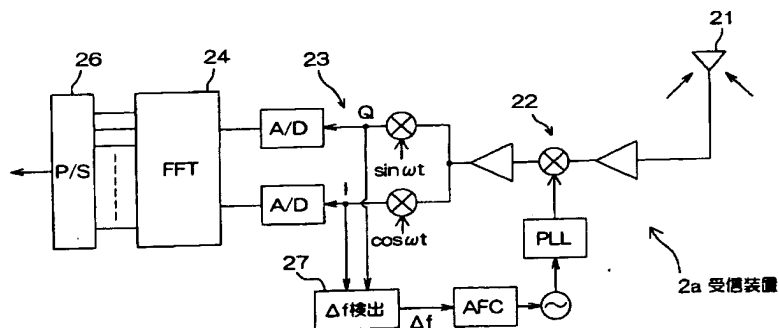 21
26
24
23
22
Q
A/D
sinωt
P/S
FFT
I
A/D
cosωt
PLL
27
Δf検出
Δf
AFC
2a 受信装置